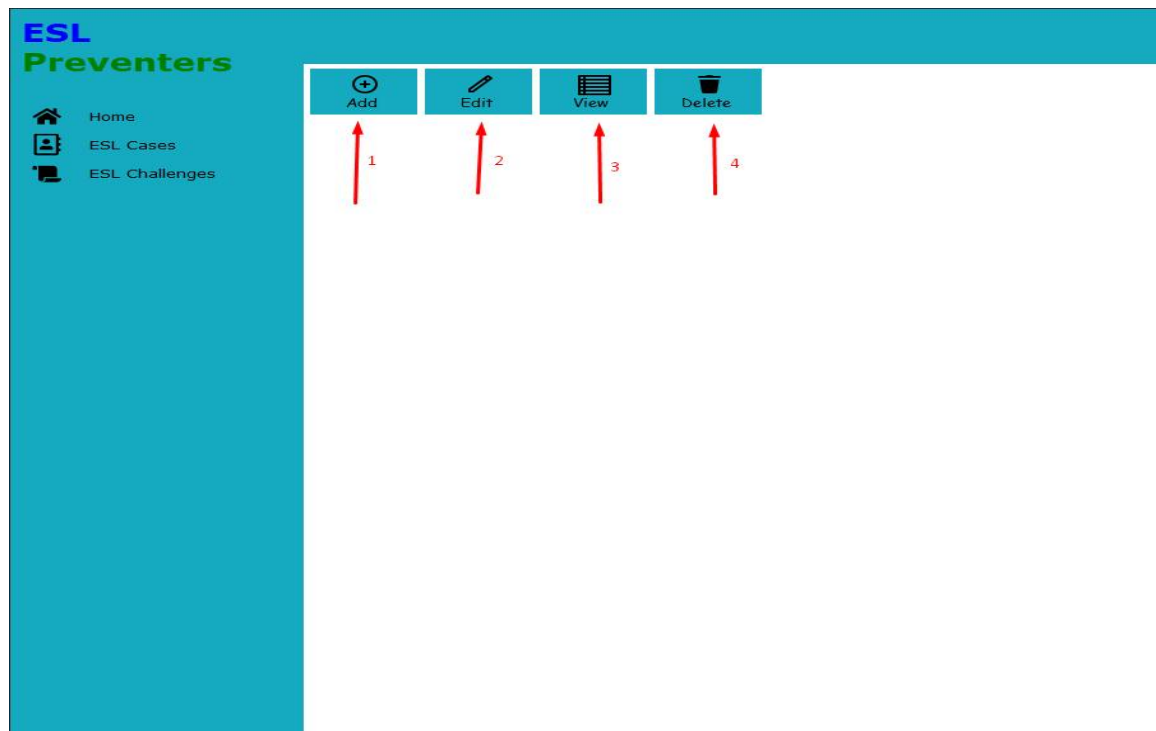 ESL
Preventers
Home
ESL Cases
ESL Challenges
Add Edit View Delete
1 2 3 4